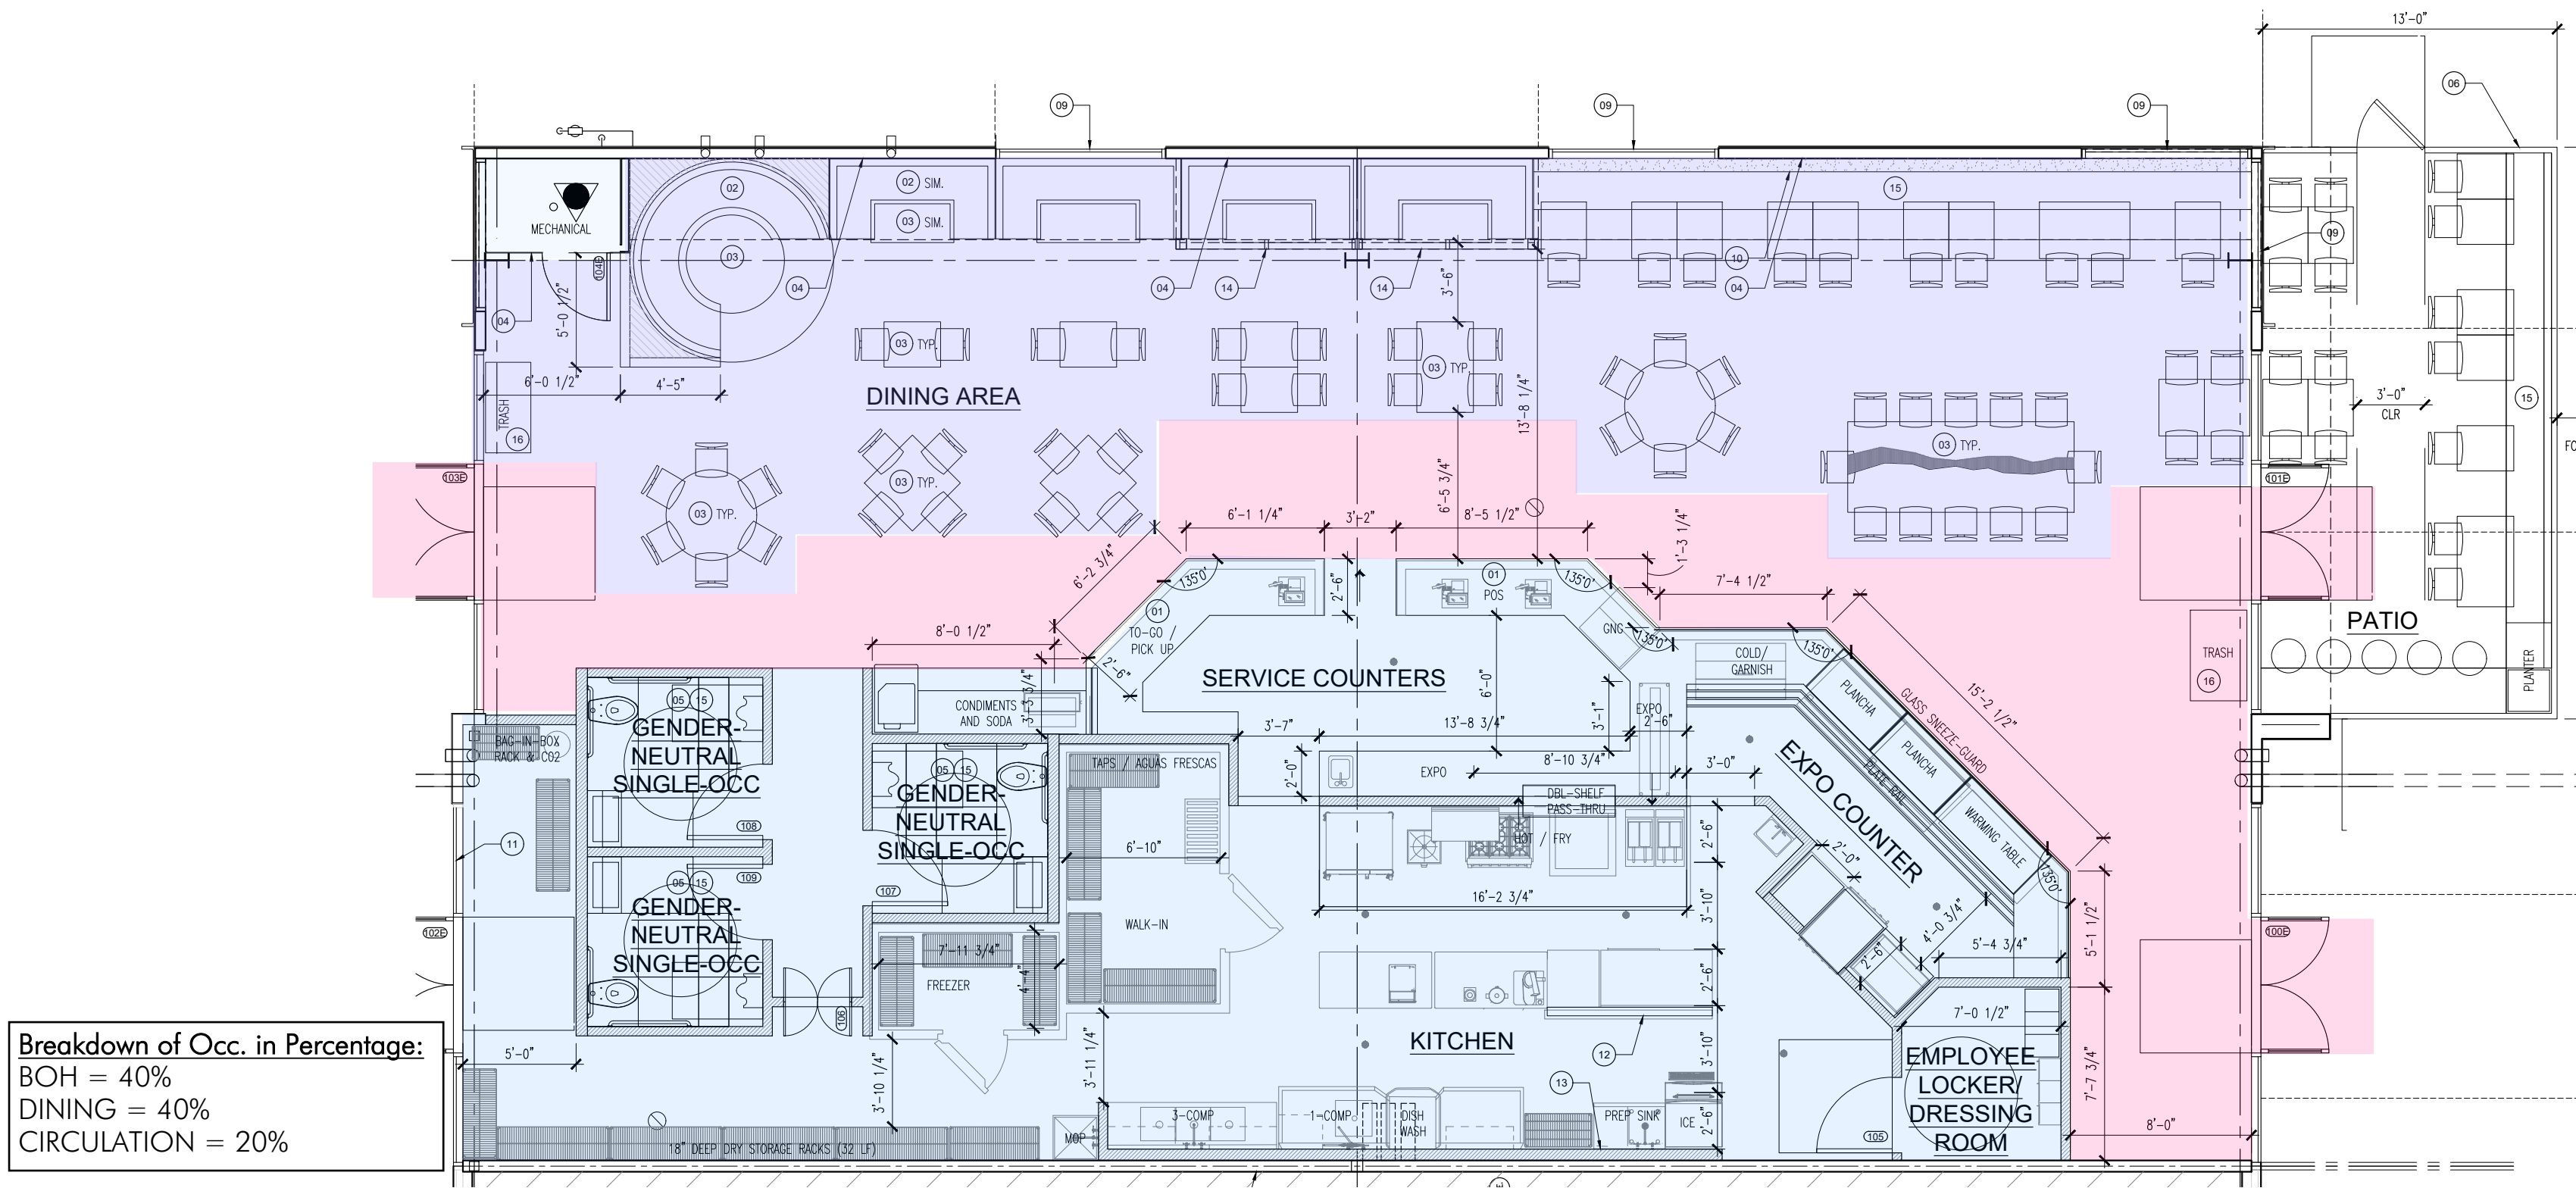 13'-0"
06
09
09
09
02
02 SIM.
15
MECHANICAL
03 SIM.
03
09
10
104E
04
04
14
14
04
3'-6"
04
5'-0 1/2"
03 TYP.
03 TYP.
6'-0 1/2"
4'-5"
DINING AREA
13'-8 1/4"
3'-0"
CLR
15
TRASH
16
03 TYP.
103E
03 TYP.
6'-5 3/4"
101E
03 TYP.
6'-1 1/4"
3'-2"
8'-5 1/2"
1'-3 1/4"
6'-2 3/4"
135.0°
01
POS
135.0°
7'-4 1/2"
2'-6"
01
TO-GO /
PICK UP
GNG
135.0°
PATIO
8'-0 1/2"
COLD/
GARNISH
135.0°
TRASH
16
2'-6"
SERVICE COUNTERS
6'-0"
PLANCHA
GLASS SNEEZE-GUARD
15'-2 1/2"
PLANTER
05 15
GENDER-
NEUTRAL
SINGLE-OCC
CONDIMENTS
AND SODA
3'-3 3/4"
3'-7"
13'-8 3/4"
3'-1"
EXPO
2'-6"
BAG-IN-BOX
RACK & CO2
TAPS / AGUAS FRESCAS
EXPO
8'-10 3/4"
3'-0"
EXPO COUNTER
PLATE RAIL
PLANCHA
05 15
GENDER-
NEUTRAL
SINGLE-OCC
2'-0"
DBL-SHELF
PASS-THRU
HOT / FRY
WARMING TABLE
108
11
6'-10"
2'-6"
2'-0"
109
05 15
107
135.0°
GENDER-
NEUTRAL
SINGLE-OCC
16'-2 3/4"
3'-10"
WALK-IN
4'-0 3/4"
5'-1 1/2"
102E
100E
7'-11 3/4"
5'-4 3/4"
FREEZER
4'-4"
2'-6"
2'-6"
106
7'-0 1/2"
KITCHEN
12
3'-10"
EMPLOYEE
LOCKER/
DRESSING
ROOM
Breakdown of Occ. in Percentage:
BOH = 40%
DINING = 40%
CIRCULATION = 20%
5'-0"
3'-10 1/4"
3'-11 1/4"
13
7'-7 3/4"
3-COMP
1-COMP
DISH
WASH
PREP SINK
ICE
2'-6"
8'-0"
MOP
105
18" DEEP DRY STORAGE RACKS (32 LF)